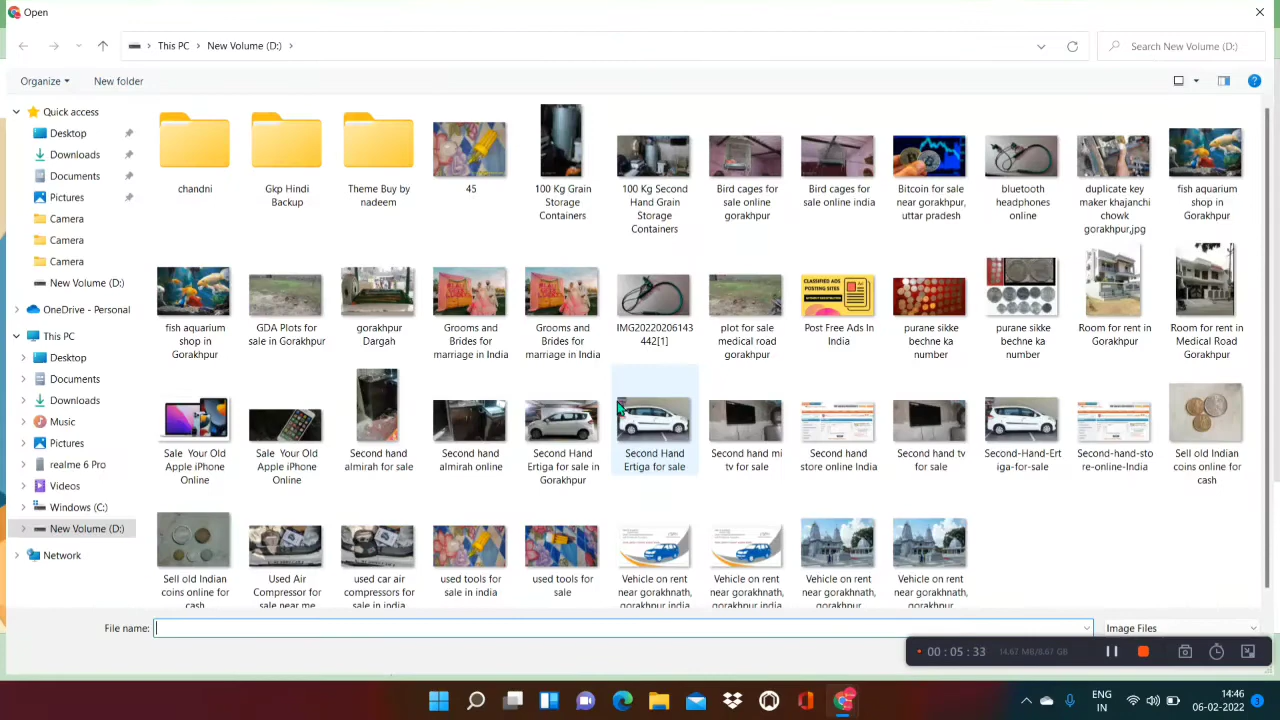 Open
This PC
New Volume (D:)
Search New Volume (D:)
Organize
New folder
Quick access
Desktop
Downloads
Documents
Pictures
Camera
Camera
Camera
New Volume (D:)
OneDrive - Personal
This PC
Desktop
Documents
Downloads
Music
Pictures
realme 6 Pro
Videos
Windows (C:)
New Volume (D:)
Network
chandni
Gkp Hindi
Backup
Theme Buy by
nadeem
45
100 Kg Grain
Storage
Containers
100 Kg Second
Hand Grain
Storage
Containers
Bird cages for
sale online
gorakhpur
Bird cages for
sale online india
Bitcoin for sale
near gorakhpur,
uttar pradesh
bluetooth
headphones
online
duplicate key
maker khajanchi
chowk
gorakhpur,jpg
fish aquarium
shop in
Gorakhpur
fish aquarium
shop in
Gorakhpur
GDA Plots for
sale in Gorakhpur
gorakhpur
Dargah
Grooms and
Brides for
marriage in India
Grooms and
Brides for
marriage in India
IMG20220206143
442[1]
plot for sale
medical road
gorakhpur
CLASSIFIED ADS
POSTING SITES
Post Free Ads In
India
purane sikke
bechne ka
number
purane sikke
bechne ka
number
Room for rent in
Gorakhpur
Room for rent in
Medical Road
Gorakhpur
Sale Your Old
Apple iPhone
Online
Sale Your Old
Apple iPhone
Online
Second hand
almirah for sale
Second hand
almirah online
Second Hand
Ertiga for sale in
Gorakhpur
Second Hand
Ertiga for sale
Second hand mi
tv for sale
Second hand
store online India
Second hand tv
for sale
Second-Hand-Ert
iga-for-sale
Second-hand-sto
re-online-India
Sell old Indian
coins online for
cash
Sell old Indian
coins online for
cash
Used Air
Compressor for
sale near me
used car air
compressors for
sale in india
used tools for
sale in india
used tools for
sale
Vehicle on rent
near gorakhnath,
gorakhpur india
Vehicle on rent
near gorakhnath,
gorakhpur india
Vehicle on rent
near gorakhnath,
gorakhpur
Vehicle on rent
near gorakhnath,
gorakhpur
File name:
Image Files
00:05:33
14.67 MB/8.67 GB
ENG
IN
14:46
06-02-2022
3